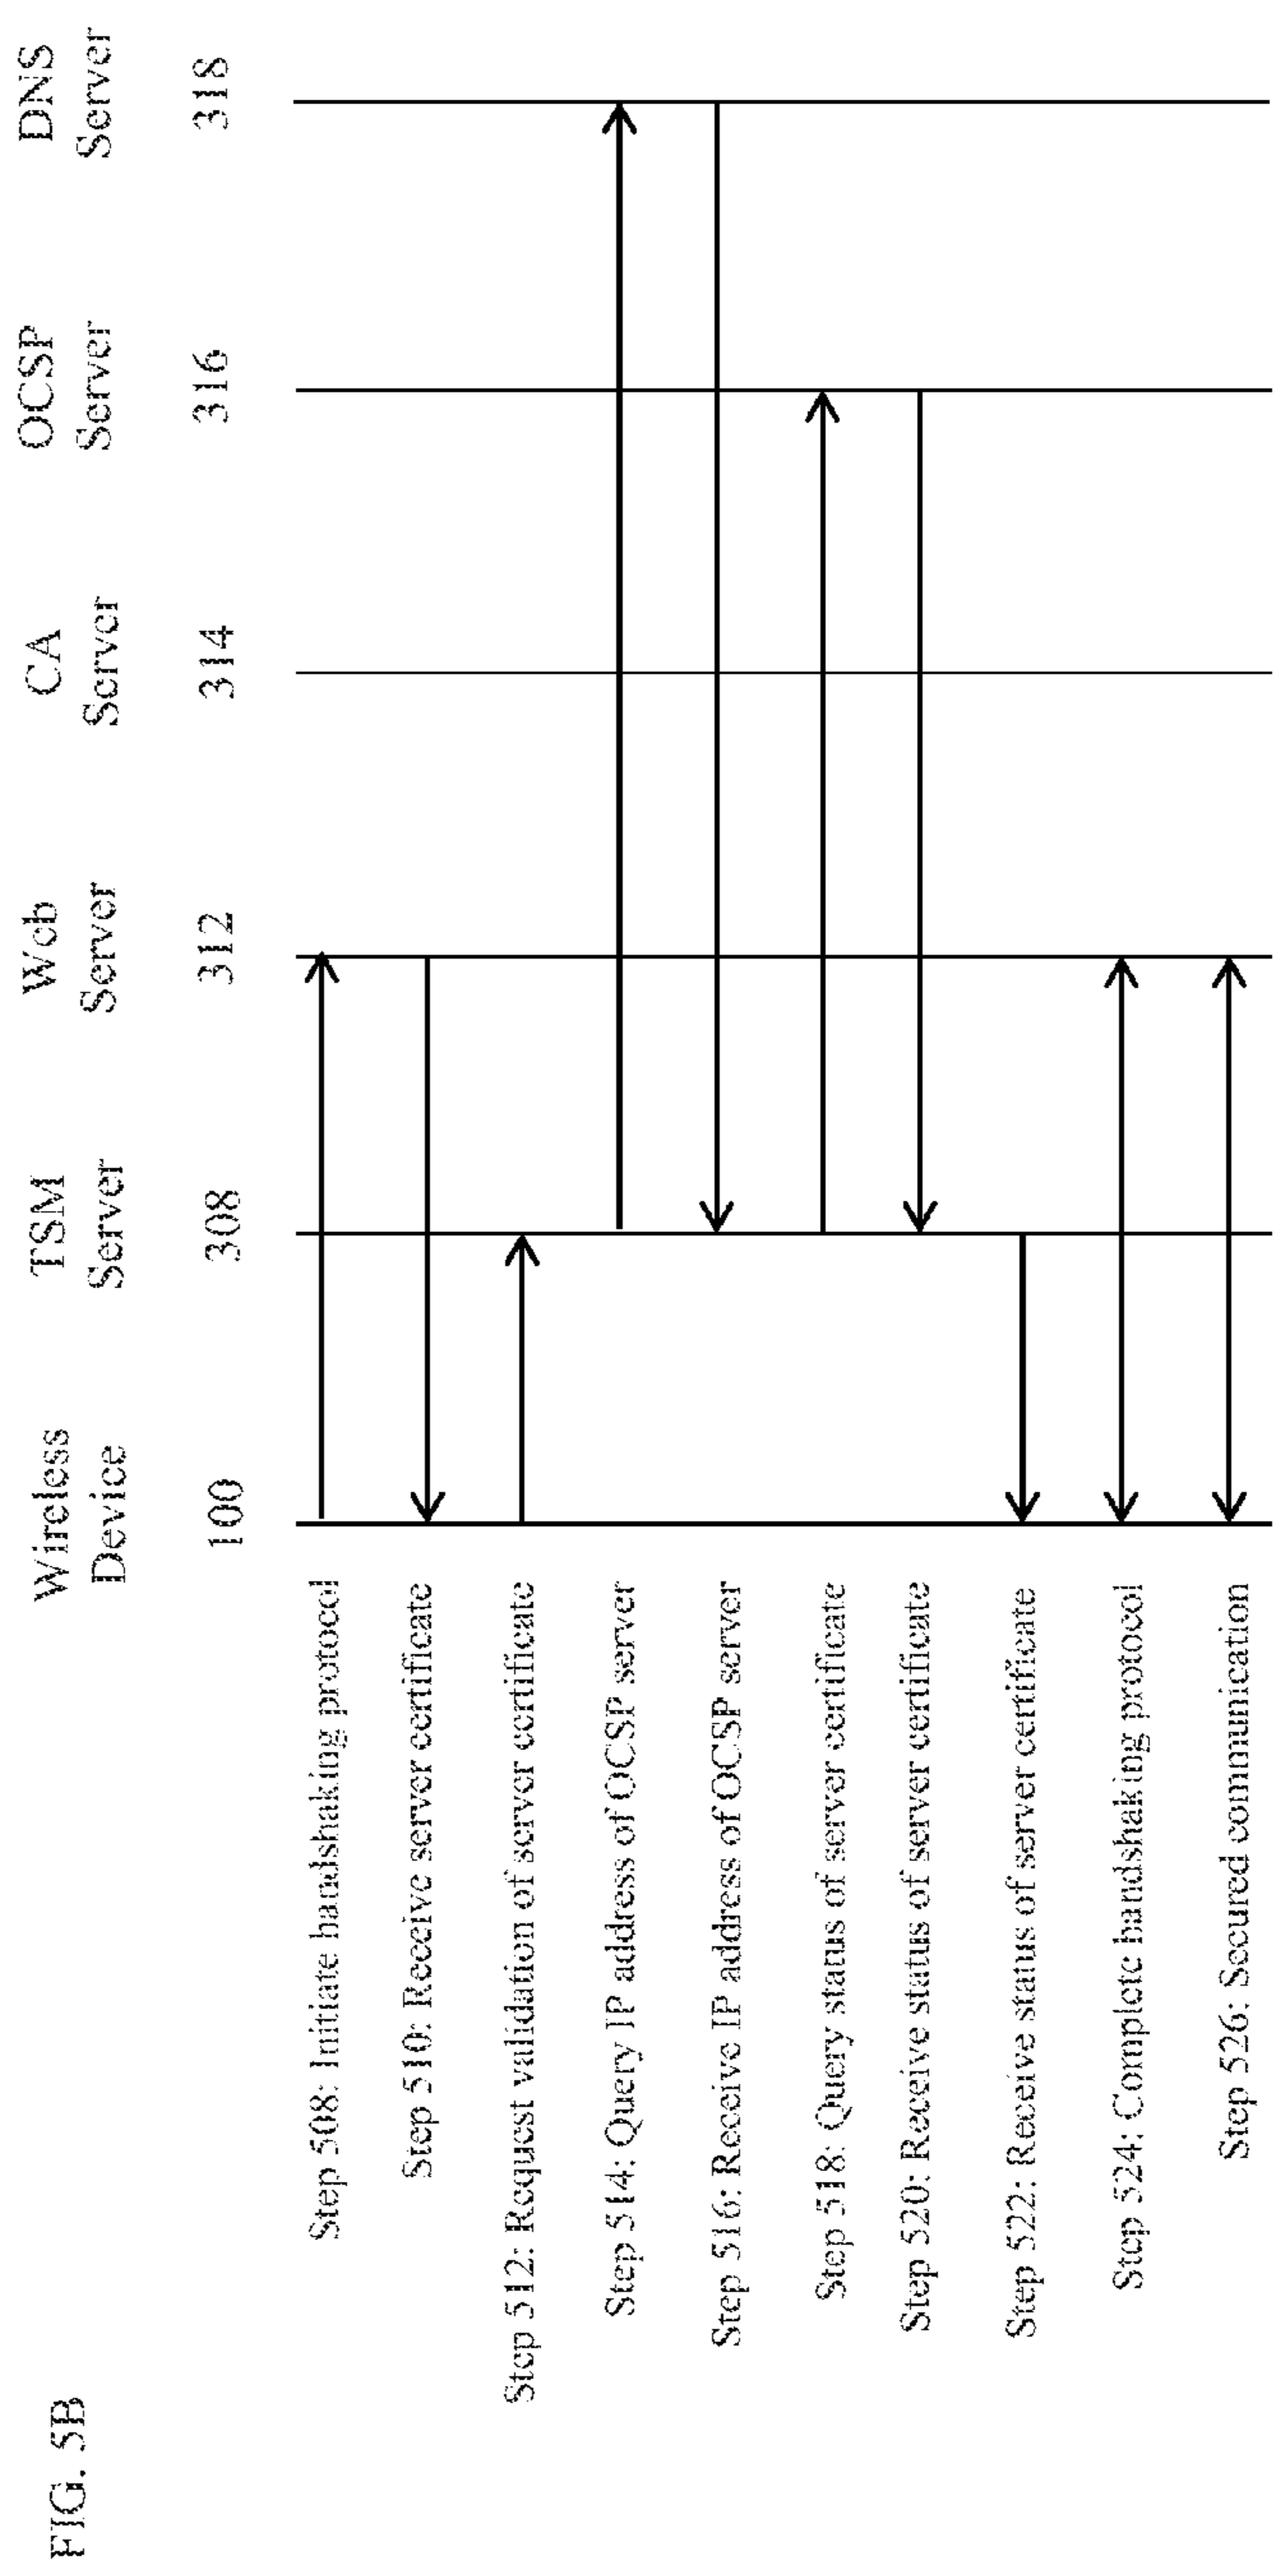 FIG. 5B
Wireless
Device
TSM
Server
Web
Server
CA
Server
OCSP
Server
DNS
Server
100
308
312
314
316
318
Step 508: Initiate handshaking protocol
Step 510: Receive server certificate
Step 512: Request validation of server certificate
Step 514: Query IP address of OCSP server
Step 516: Receive IP address of OCSP server
Step 518: Query status of server certificate
Step 520: Receive status of server certificate
Step 522: Receive status of server certificate
Step 524: Complete handshaking protocol
Step 526: Secured communication